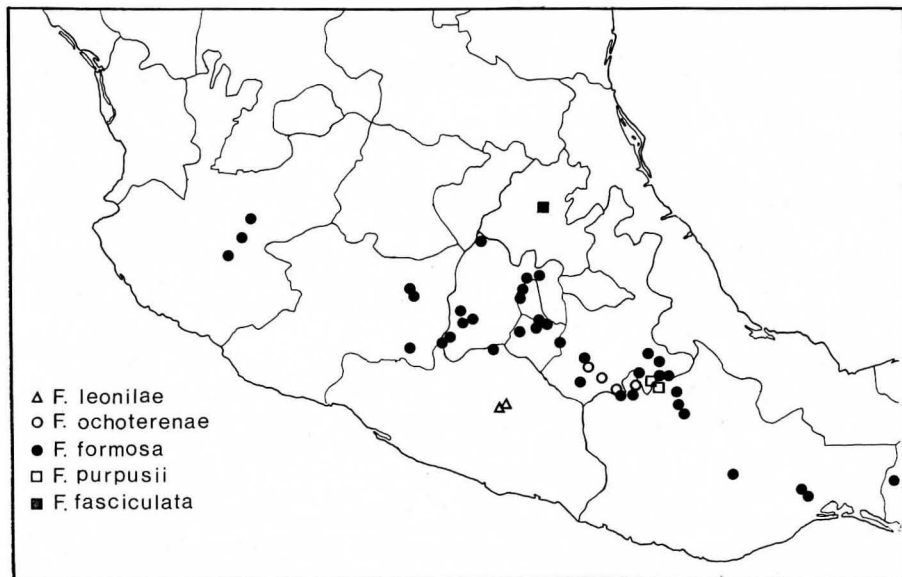 F. leonilae
F. ochoterenae
F. formosa
F. purpusii
F. fasciculata